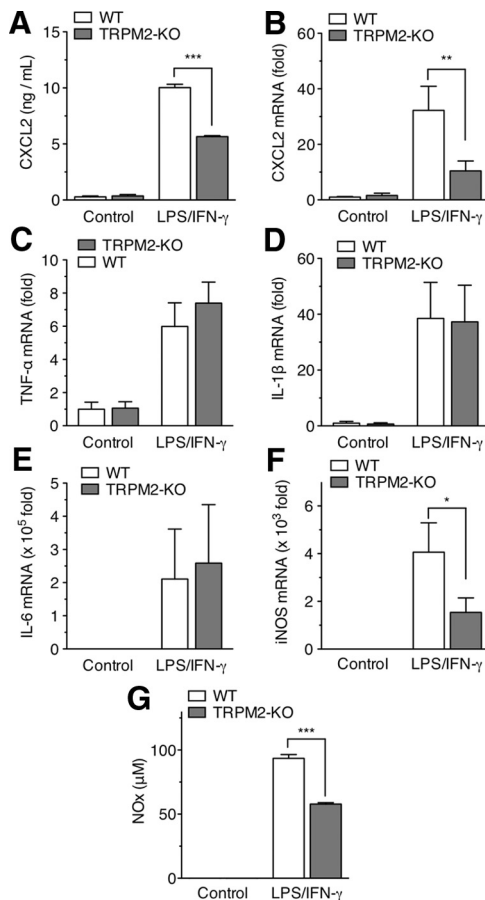 A
WT
TRPM2-KO
CXCL2 (ng / mL)
15
10
5
0
***
Control
LPS/IFN-γ
B
WT
TRPM2-KO
CXCL2 mRNA (fold)
60
40
20
0
**
Control
LPS/IFN-γ
C
TRPM2-KO
WT
TNF-α mRNA (fold)
10
8
6
4
2
0
Control
LPS/IFN-γ
D
WT
TRPM2-KO
IL-1β mRNA (fold)
60
40
20
0
Control
LPS/IFN-γ
E
WT
TRPM2-KO
IL-6 mRNA (x 10⁵ fold)
5
4
3
2
1
0
Control
LPS/IFN-γ
F
WT
TRPM2-KO
iNOS mRNA (x 10³ fold)
6
4
2
0
*
Control
LPS/IFN-γ
G
WT
TRPM2-KO
NOx (μM)
100
50
0
***
Control
LPS/IFN-γ